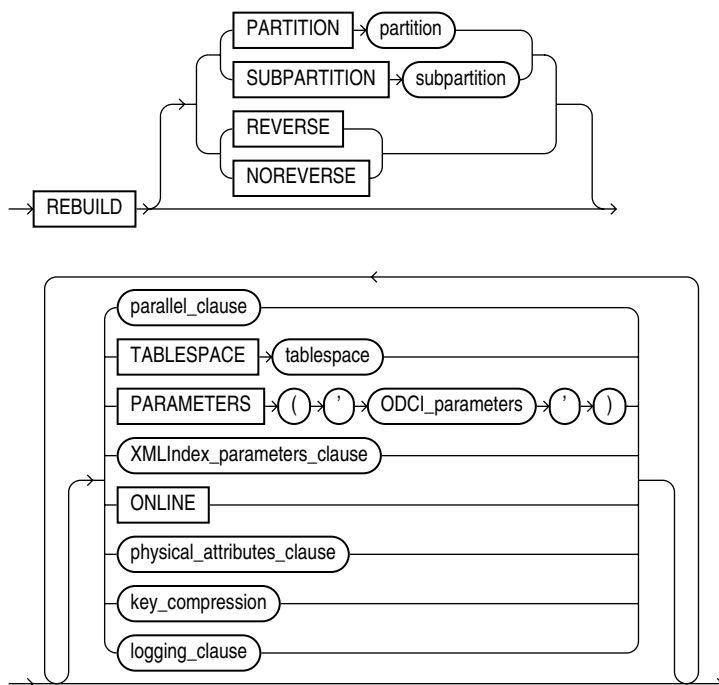 PARTITION partition
SUBPARTITION subpartition
REVERSE
NOREVERSE
REBUILD
parallel_clause
TABLESPACE tablespace
PARAMETERS ( ' ODCI_parameters ' )
XMLIndex_parameters_clause
ONLINE
physical_attributes_clause
key_compression
logging_clause